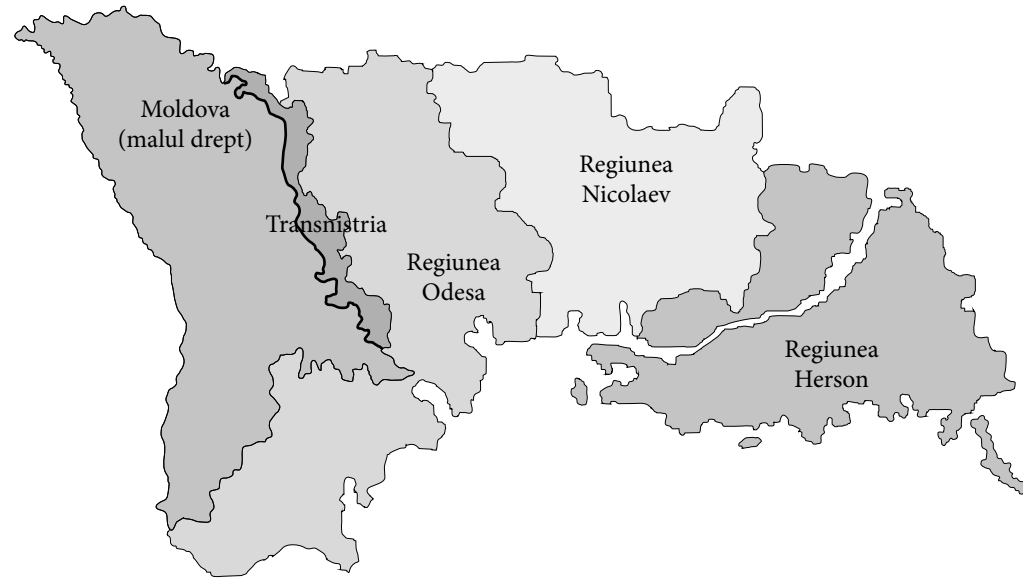 Moldova
(malul drept)
Transnistria
Regiunea
Odesa
Regiunea
Nicolaev
Regiunea
Herson